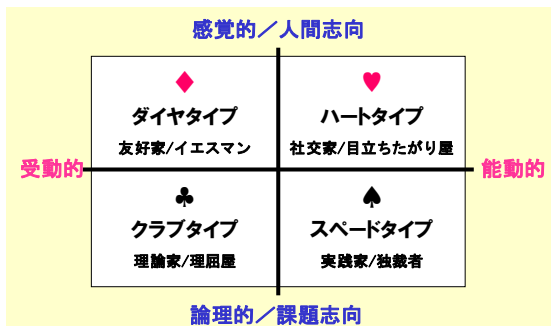 感覚的／人間志向
♦
ダイヤタイプ
友好家/イエスマン
♥
ハートタイプ
社交家/目立ちたがり屋
受動的
能動的
♣
クラブタイプ
理論家/理屈屋
♠
スペードタイプ
実践家/独裁者
論理的／課題志向